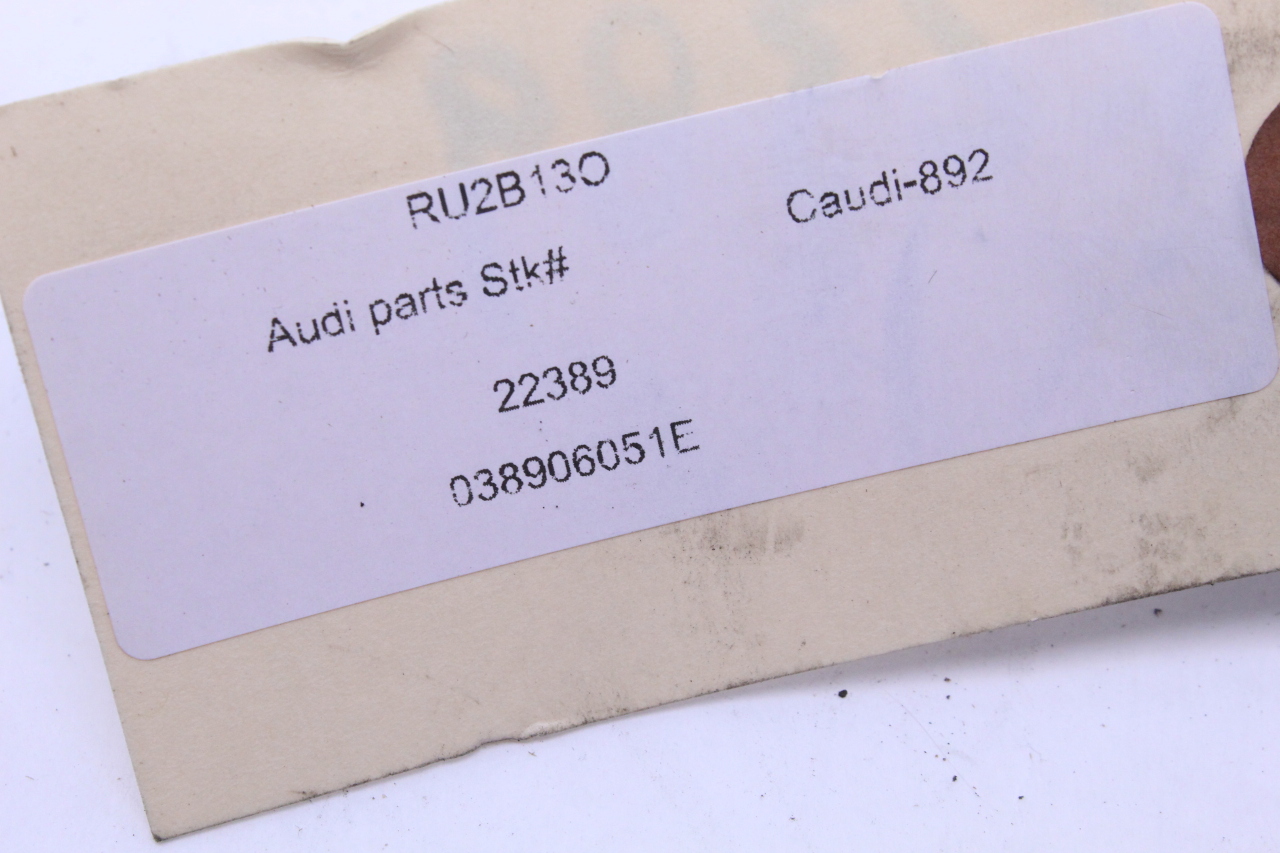 RU2B13O Caudi-892
Audi parts Stk#
22389
038906051E